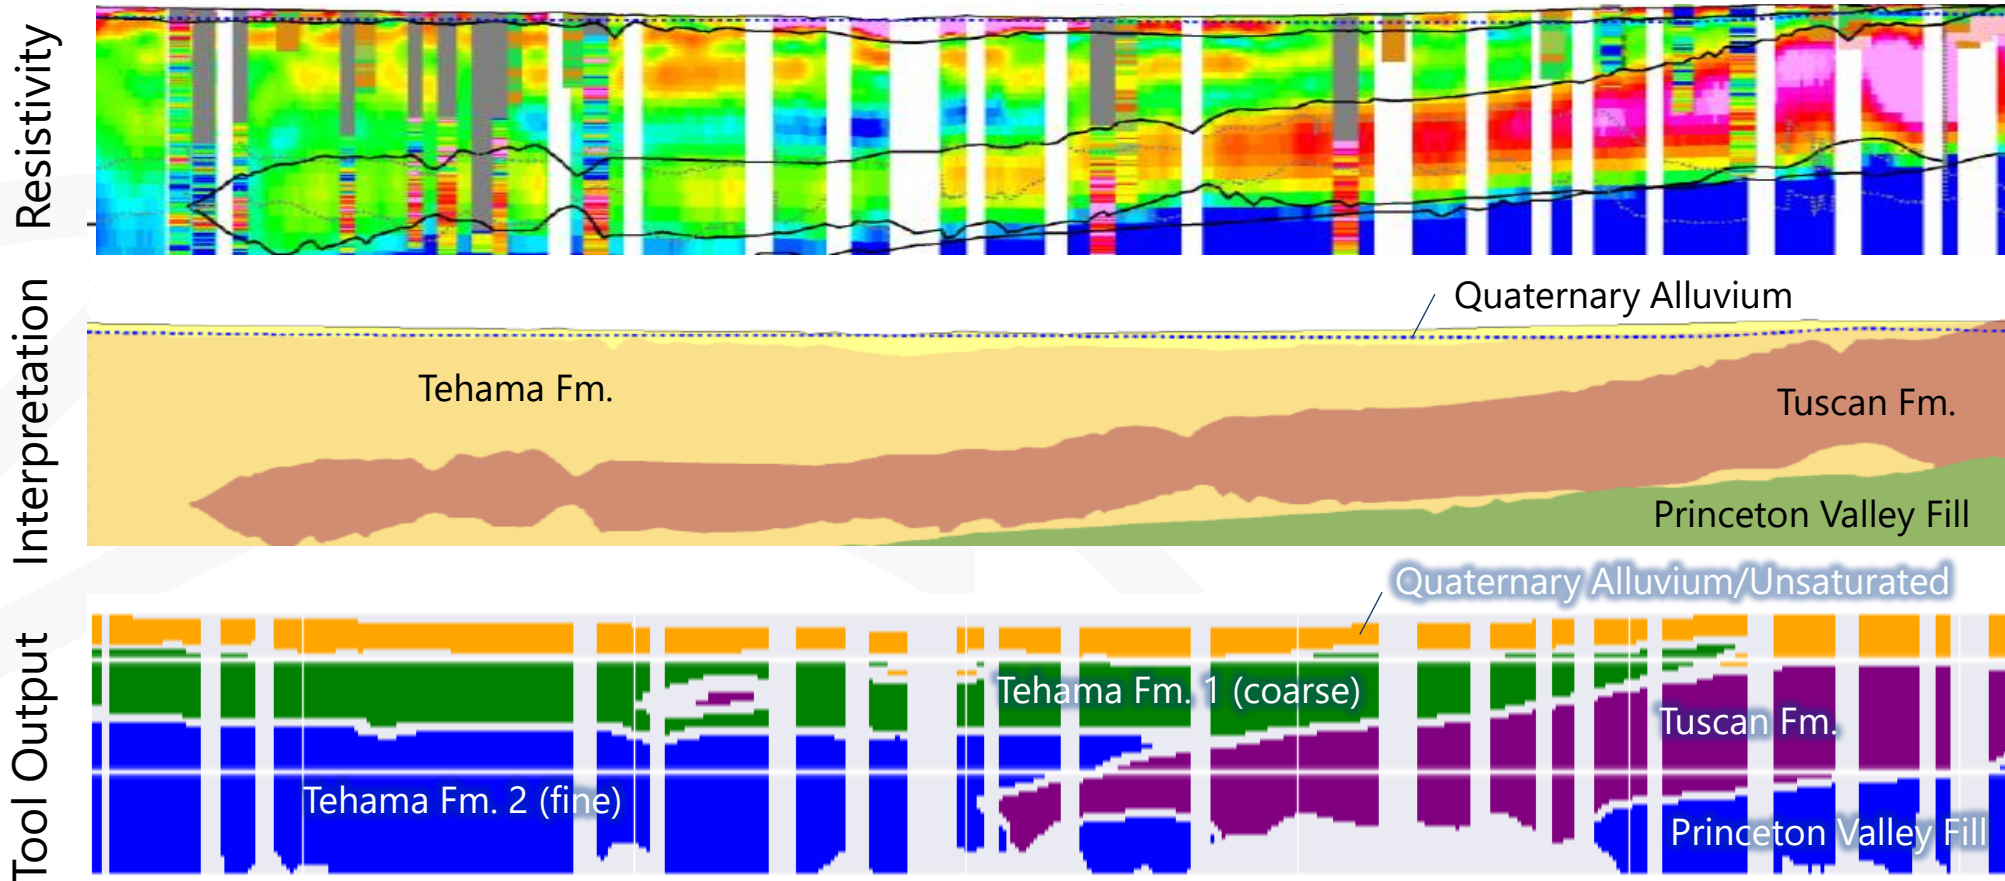 Resistivity
Interpretation
Quaternary Alluvium
Tehama Fm.
Tuscan Fm.
Princeton Valley Fill
Tool Output
Quaternary Alluvium/Unsaturated
Tehama Fm. 1 (coarse)
Tuscan Fm.
Tehama Fm. 2 (fine)
Princeton Valley Fill